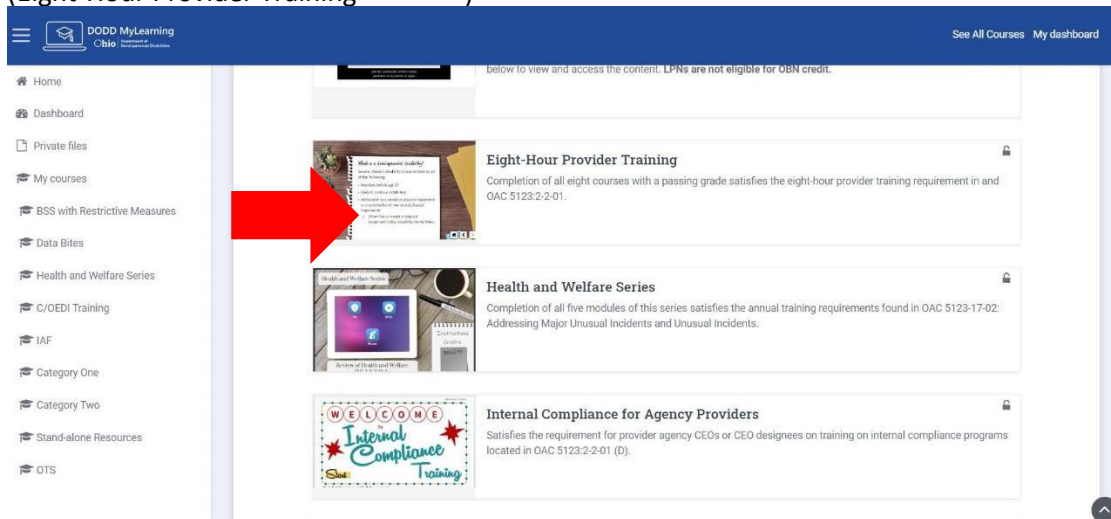 (Eight-Hour Provider Training
DODD MyLearning
Ohio
See All Courses My dashboard
Home
Dashboard
Private files
My courses
BSS with Restrictive Measures
Data Bites
Health and Welfare Series
C/OEDI Training
IAF
Category One
Category Two
Stand-alone Resources
OTS
below to view and access the content. LPNs are not eligible for OBN credit.
What is a developmental disability?
Eight-Hour Provider Training
Completion of all eight courses with a passing grade satisfies the eight-hour provider training requirement in and
OAC 5123:2-2-01.
Health and Welfare Series
Health and Welfare Series
Completion of all five modules of this series satisfies the annual training requirements found in OAC 5123-17-02:
Addressing Major Unusual Incidents and Unusual Incidents.
Instructions
Credits
Review of Health and Welfare
WELCOME
To
Internal
Compliance
Training
Start
Internal Compliance for Agency Providers
Satisfies the requirement for provider agency CEOs or CEO designees on training on internal compliance programs
located in OAC 5123:2-2-01 (D).